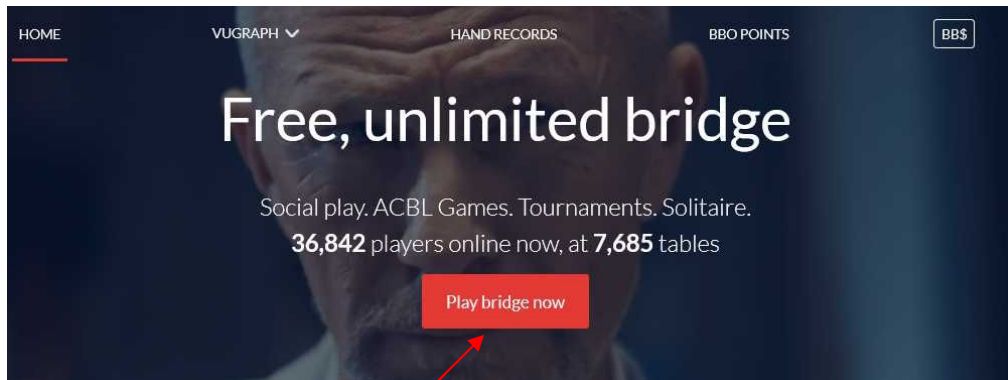 HOME VUGRAPH HAND RECORDS BBO POINTS BB$
Free, unlimited bridge
Social play. ACBL Games. Tournaments. Solitaire.
36,842 players online now, at 7,685 tables
Play bridge now